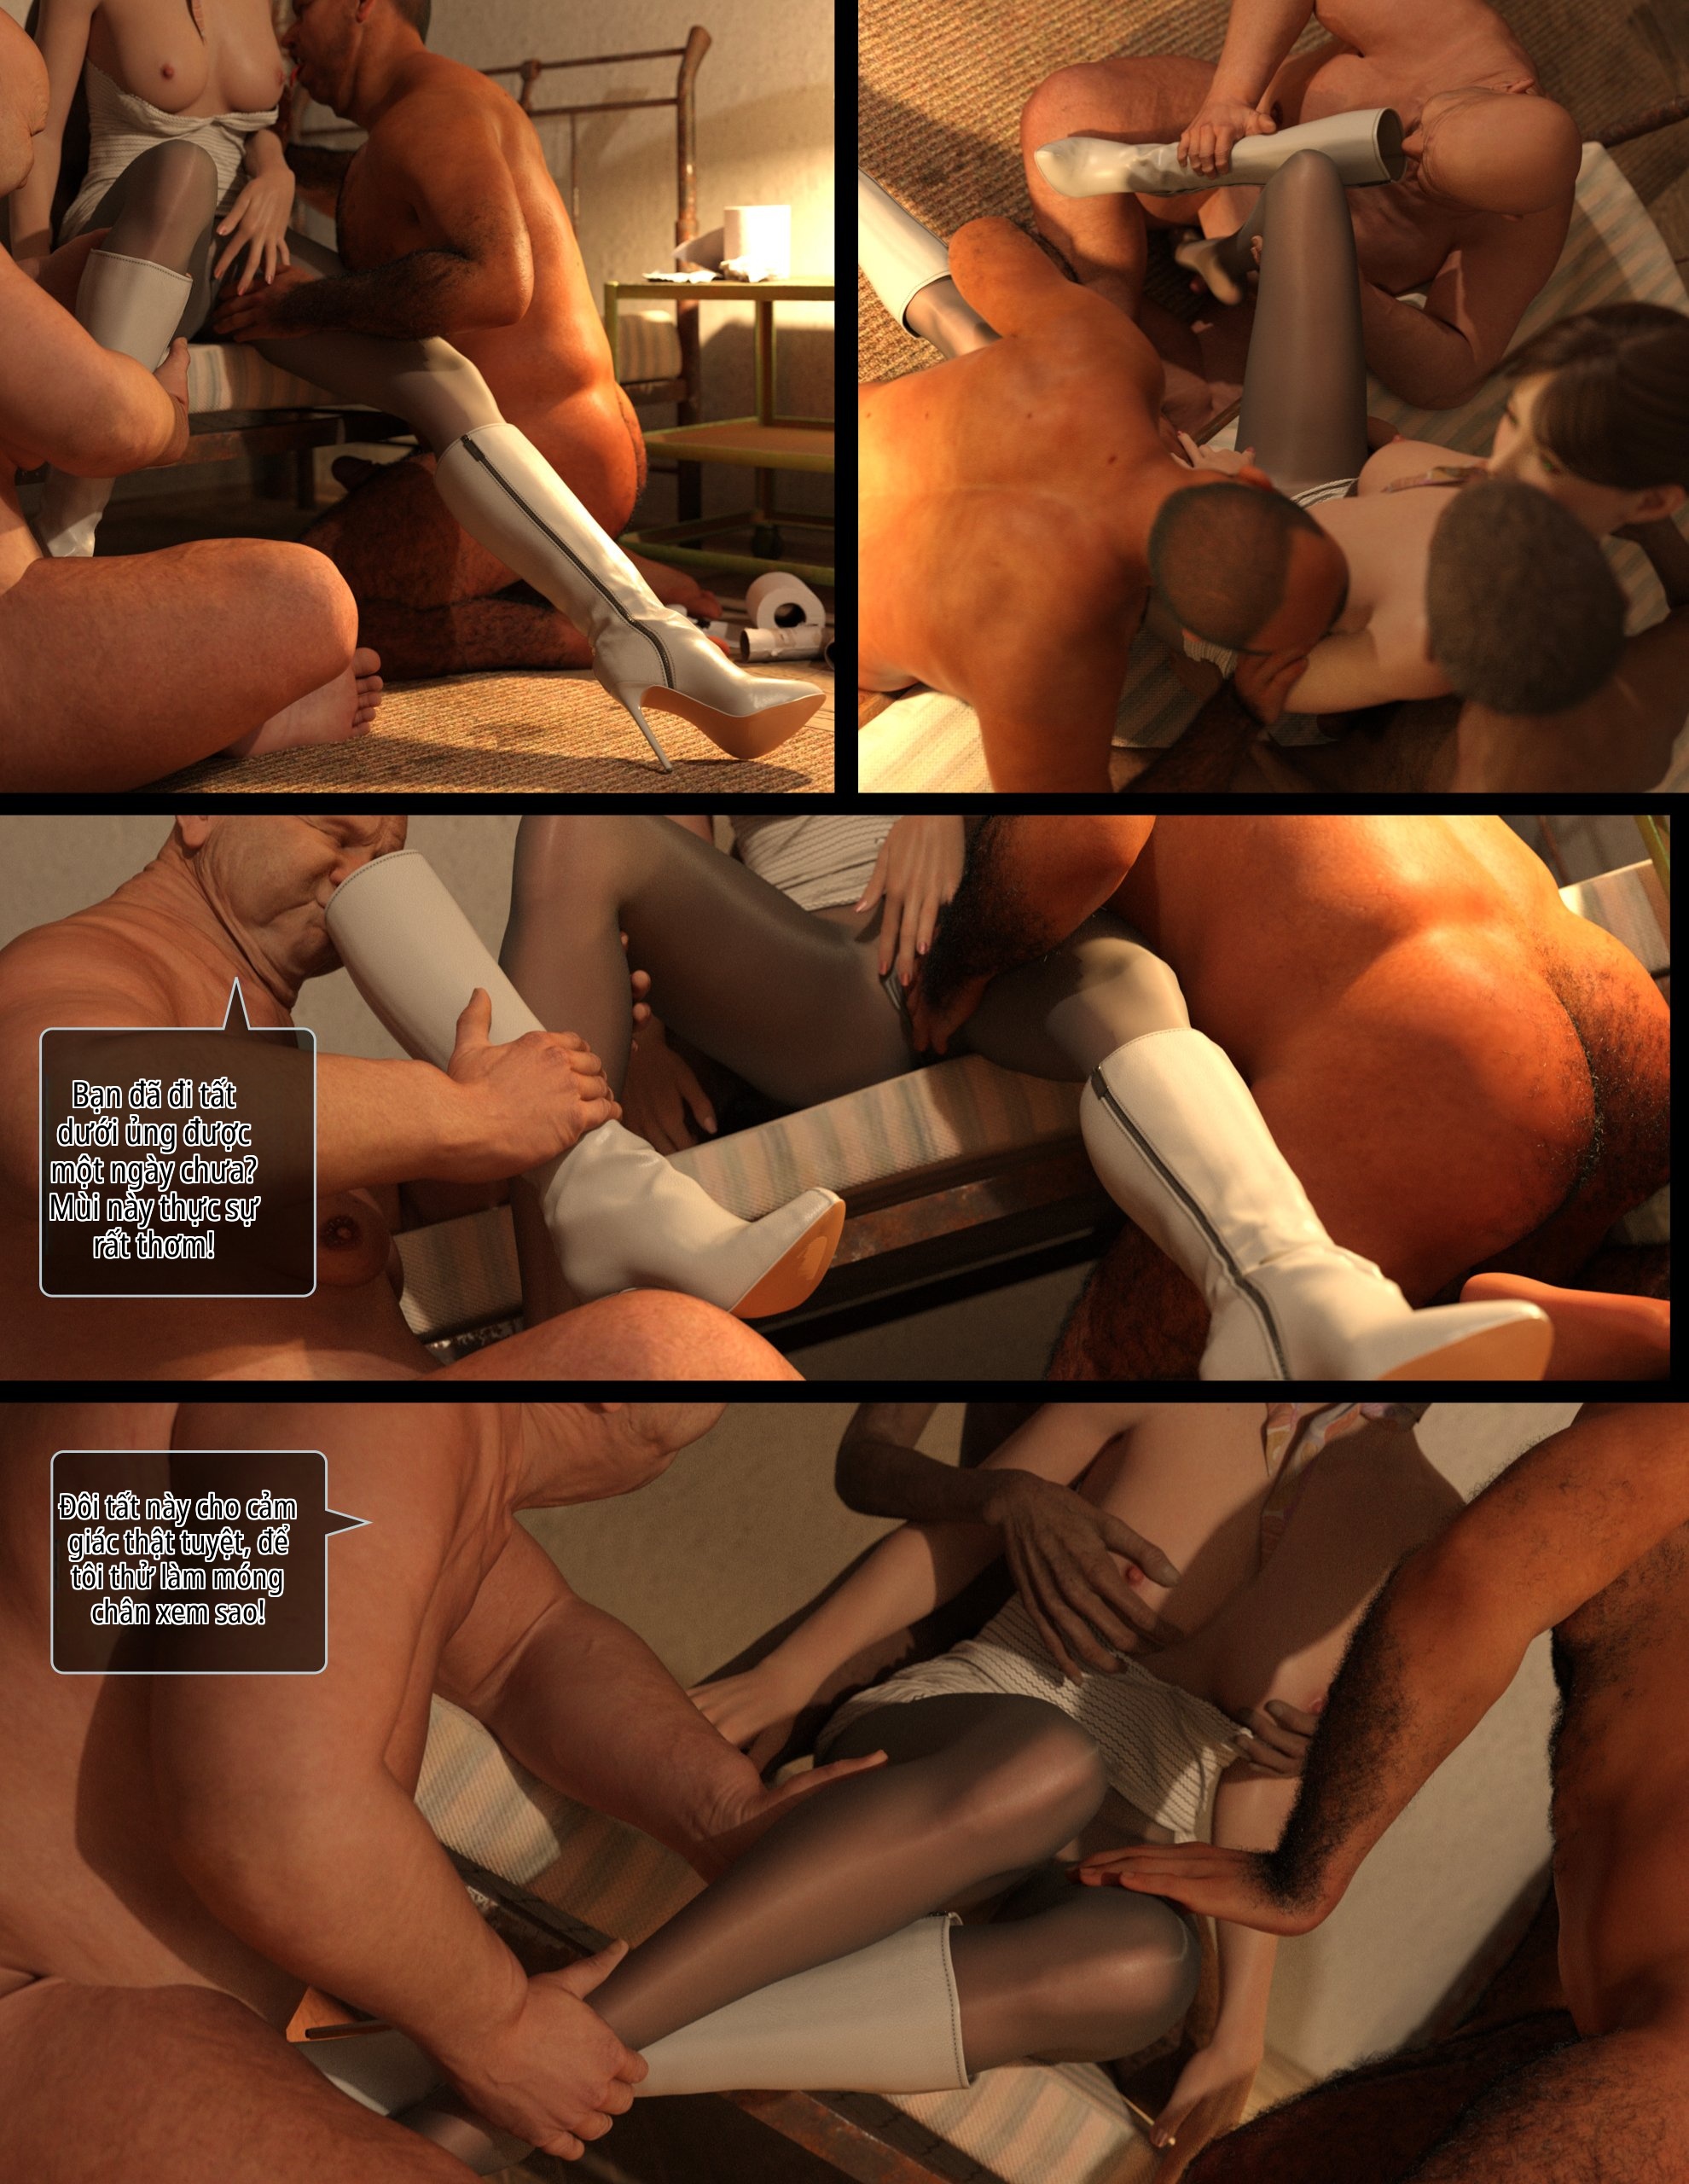 Bạn đã đi tất
dưới ủng được
một ngày chưa?
Mùi này thực sự
rất thơm!
Đôi tất này cho cảm
giác thật tuyệt, để
tôi thử làm móng
chân xem sao!